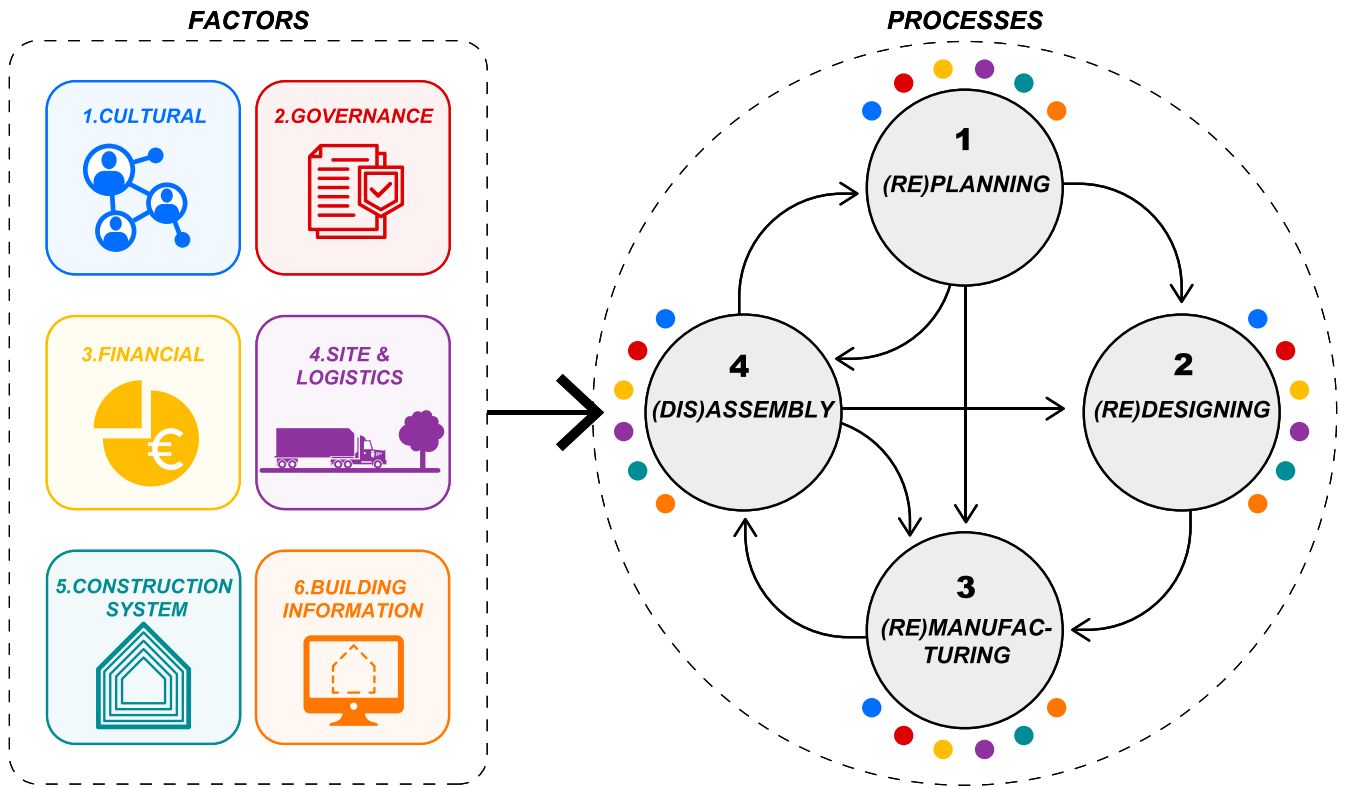 FACTORS
1.CULTURAL
2.GOVERNANCE
3.FINANCIAL
€
4.SITE &
LOGISTICS
5.CONSTRUCTION
SYSTEM
6.BUILDING
INFORMATION
PROCESSES
1
(RE)PLANNING
2
(RE)DESIGNING
3
(RE)MANUFAC-
TURING
4
(DIS)ASSEMBLY